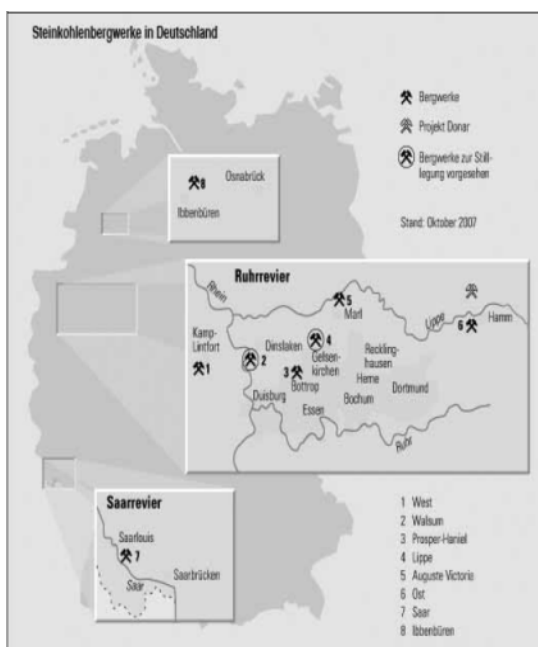 Steinkohlenbergwerke in Deutschland
Bergwerke
Projekt Donar
Bergwerke zur Still-
legung vorgesehen
Stand: Oktober 2007
8
Osnabrück
Ibbenbüren
Ruhrrevier
Rhein
5
Marl
Lippe
6
Hamm
Kamp-
Lintfort
1
2
Dinslaken
4
Gelsen-
kirchen
Reckling-
hausen
3
Bottrop
Herne
Duisburg
Essen
Bochum
Dortmund
Ruhr
Saarrevier
Saarlouis
7
Saar
Saarbrücken
1 West
2 Walsum
3 Prosper-Haniel
4 Lippe
5 Auguste Victoria
6 Ost
7 Saar
8 Ibbenbüren